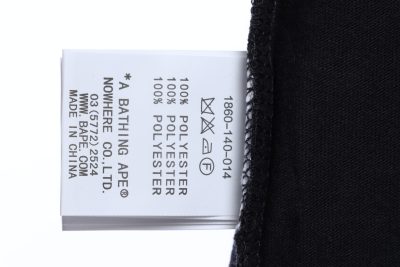 1860-140-014
100% POLYESTER
100% POLYESTER
100% POLYESTER
*A BATHING APE®
NOWHERE CO.,LTD.
03(5772)2524
WWW.BAPE.COM
MADE IN CHINA